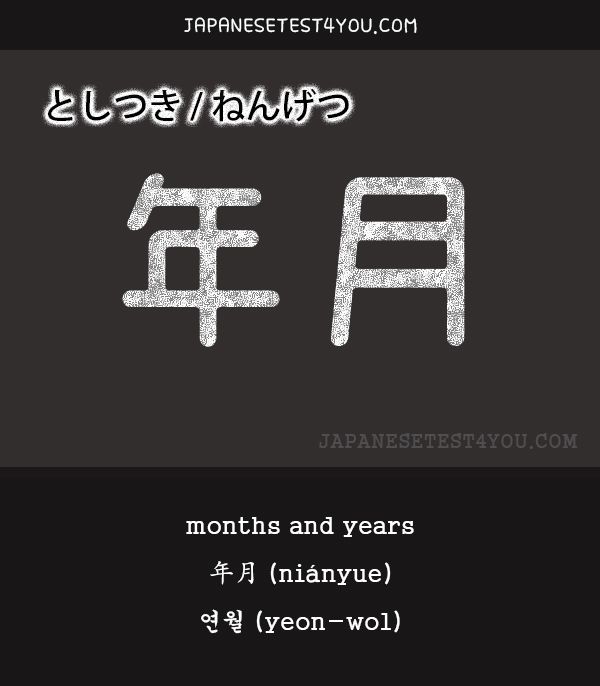 JAPANESETEST4YOU.COM
としつき / ねんげつ
年月
JAPANESETEST4YOU.COM
months and years
年月 (niányue)
연월 (yeon-wol)